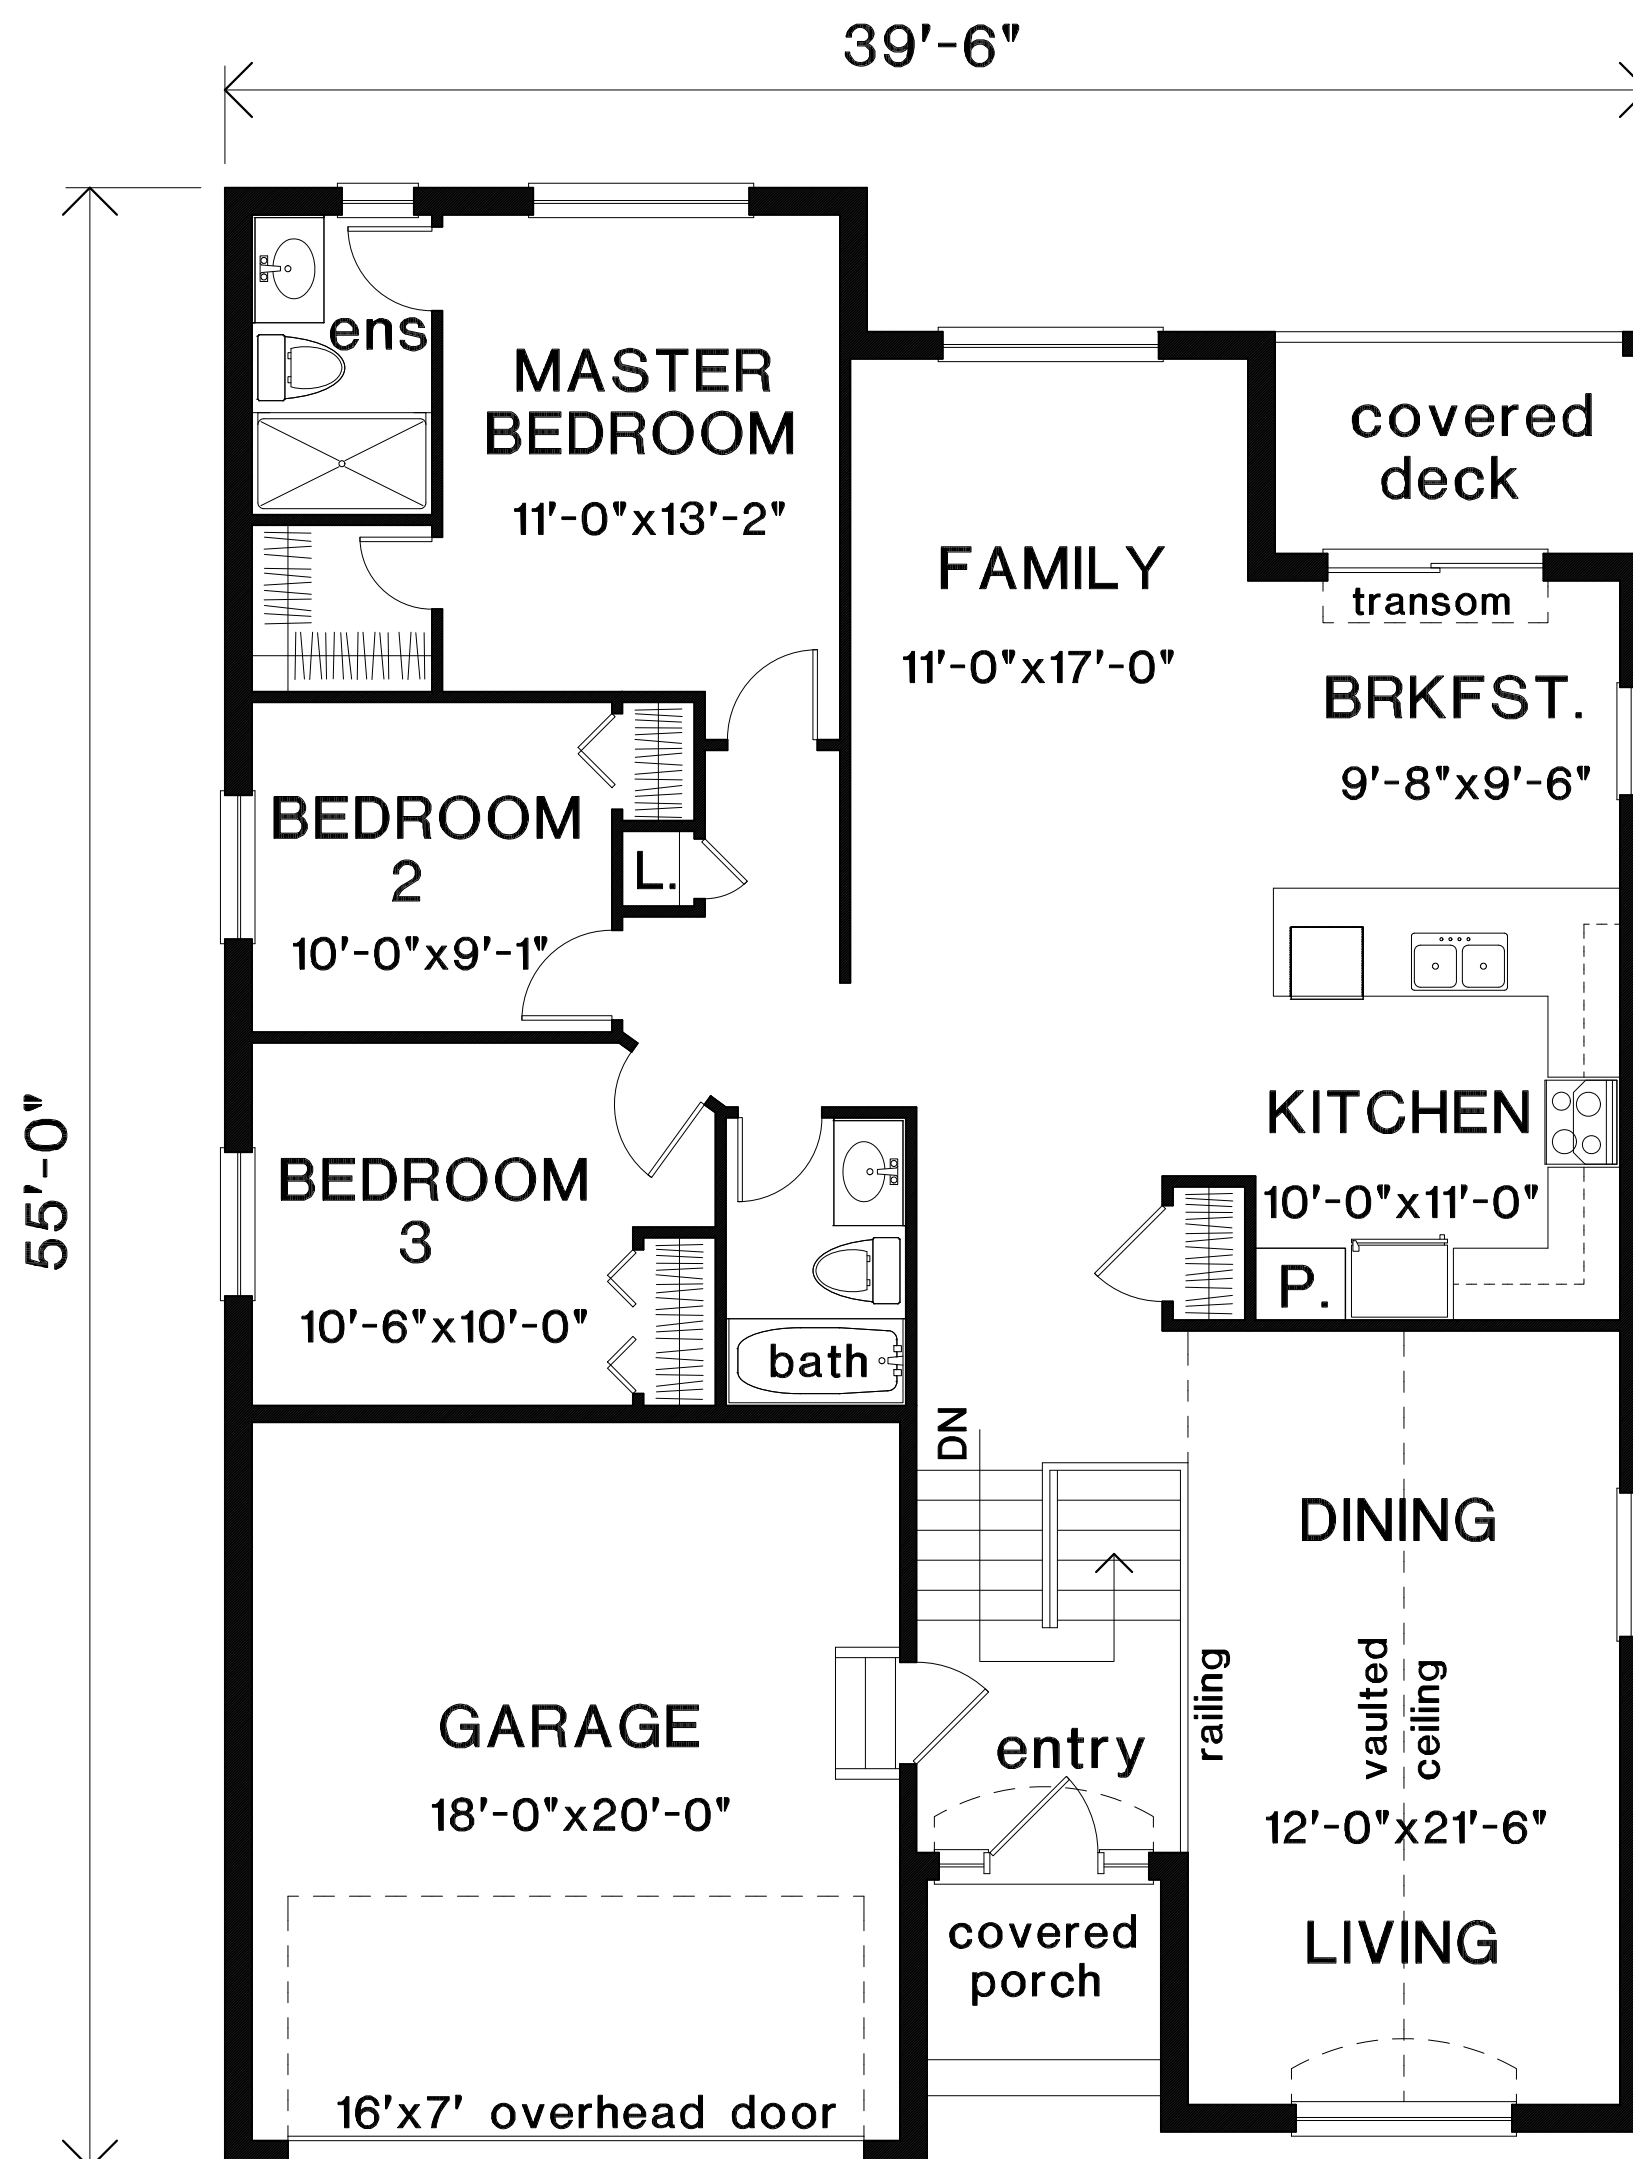 39'-6"
55'-0"
ens
MASTER
BEDROOM
11'-0"x13'-2"
covered
deck
FAMILY
11'-0"x17'-0"
transom
BRKFST.
9'-8"x9'-6"
BEDROOM
2
10'-0"x9'-1"
L.
KITCHEN
10'-0"x11'-0"
P.
BEDROOM
3
10'-6"x10'-0"
bath
DN
DINING
railing
vaulted
ceiling
12'-0"x21'-6"
LIVING
GARAGE
18'-0"x20'-0"
entry
covered
porch
16'x7' overhead door